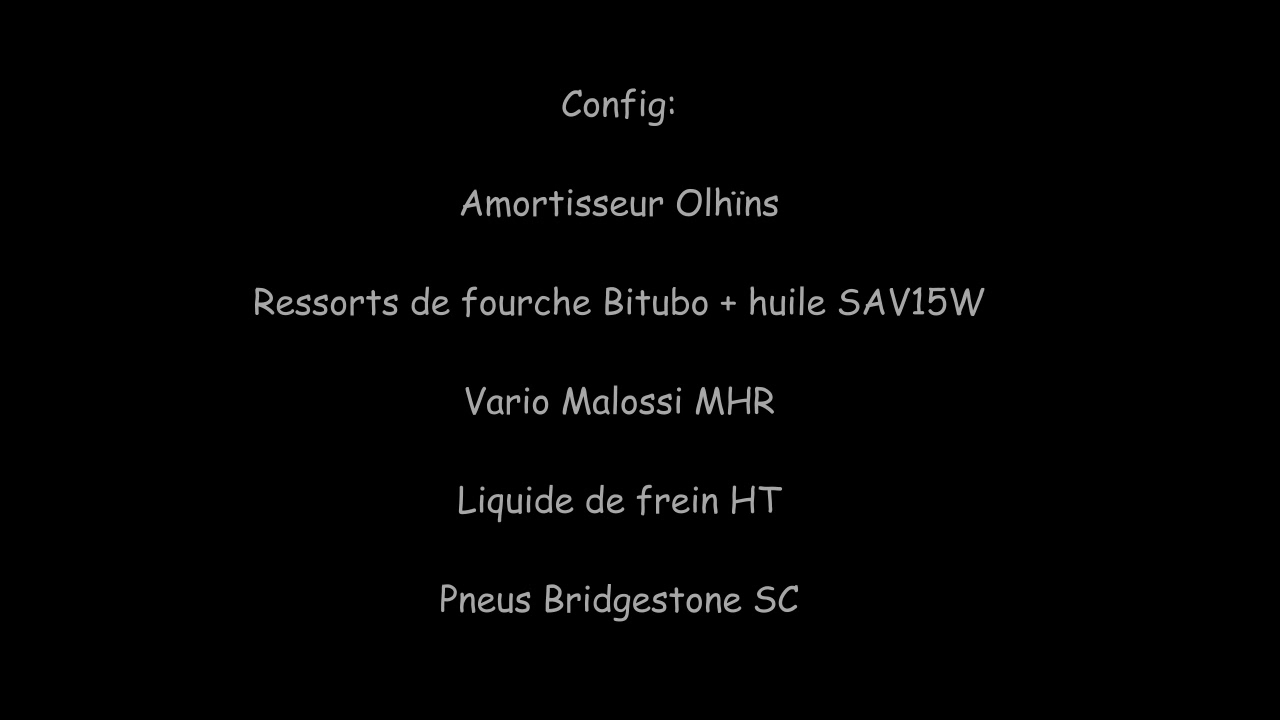 Config:
Amortisseur Olhïns
Ressorts de fourche Bitubo + huile SAV15W
Vario Malossi MHR
Liquide de frein HT
Pneus Bridgestone SC